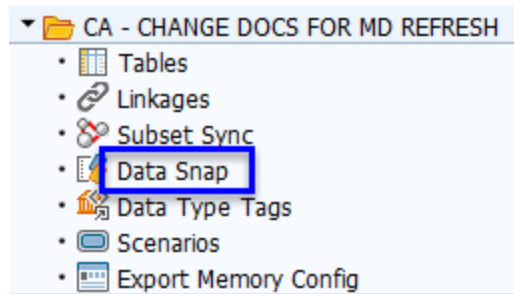 CA - CHANGE DOCS FOR MD REFRESH
Tables
Linkages
Subset Sync
Data Snap
Data Type Tags
Scenarios
Export Memory Config